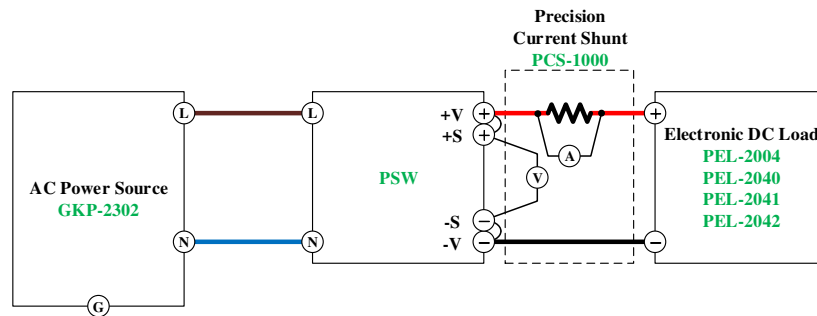 Precision
Current Shunt
PCS-1000
L
L
+V
+
+
+S
+
A
V
AC Power Source
GKP-2302
PSW
Electronic DC Load
PEL-2004
PEL-2040
PEL-2041
PEL-2042
-S
−
N
N
-V
−
−
G